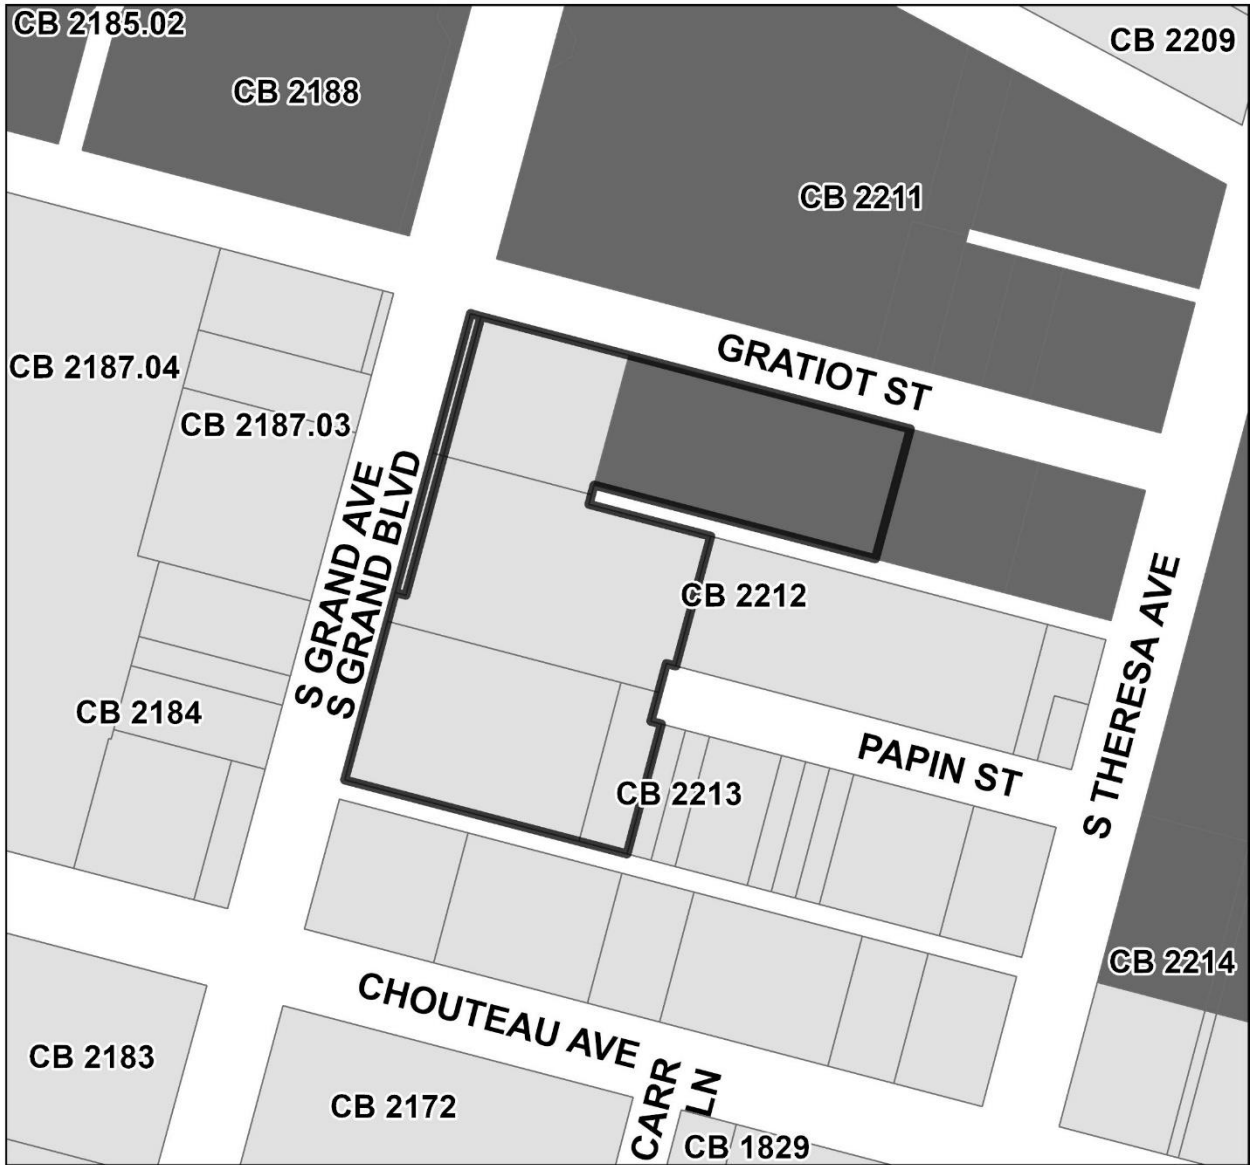 CB 2185.02
CB 2209
CB 2188
CB 2211
GRATIOT ST
CB 2187.04
CB 2187.03
S GRAND AVE
S GRAND BLVD
CB 2212
S THERESA AVE
CB 2184
PAPIN ST
CB 2213
CB 2214
CHOUTEAU AVE
CB 2183
CARR
LN
CB 2172
CB 1829